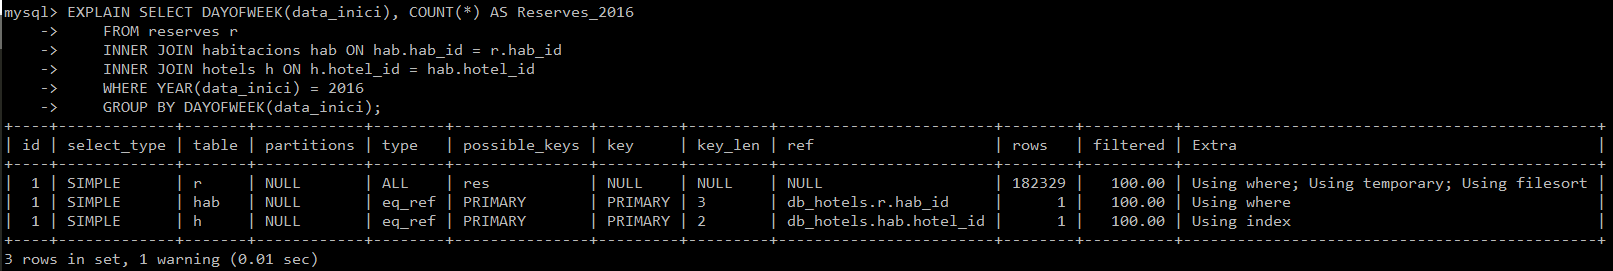 mysql> EXPLAIN SELECT DAYOFWEEK(data_inici), COUNT(*) AS Reserves_2016
    ->     FROM reserves r
    ->     INNER JOIN habitacions hab ON hab.hab_id = r.hab_id
    ->     INNER JOIN hotels h ON h.hotel_id = hab.hotel_id
    ->     WHERE YEAR(data_inici) = 2016
    ->     GROUP BY DAYOFWEEK(data_inici);
+----+-------------+-------+------------+--------+---------------+---------+---------+------------------------+--------+----------+----------------------------------------------+
| id | select_type | table | partitions | type   | possible_keys | key     | key_len | ref                    | rows   | filtered | Extra                                        |
+----+-------------+-------+------------+--------+---------------+---------+---------+------------------------+--------+----------+----------------------------------------------+
|  1 | SIMPLE      | r     | NULL       | ALL    | res           | NULL    | NULL    | NULL                   | 182329 |   100.00 | Using where; Using temporary; Using filesort |
|  1 | SIMPLE      | hab   | NULL       | eq_ref | PRIMARY       | PRIMARY | 3       | db_hotels.r.hab_id     |      1 |   100.00 | Using where                                  |
|  1 | SIMPLE      | h     | NULL       | eq_ref | PRIMARY       | PRIMARY | 2       | db_hotels.hab.hotel_id |      1 |   100.00 | Using index                                  |
+----+-------------+-------+------------+--------+---------------+---------+---------+------------------------+--------+----------+----------------------------------------------+
3 rows in set, 1 warning (0.01 sec)